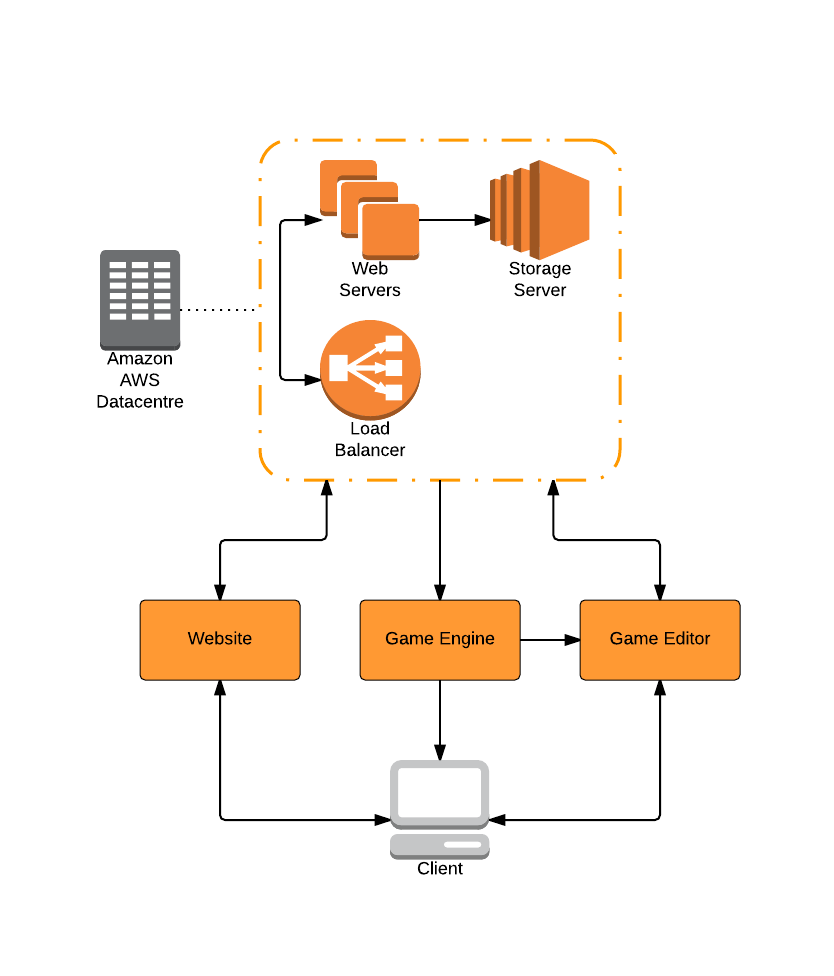 Web
Servers
Storage
Server
Amazon
AWS
Datacentre
Load
Balancer
Website
Game Engine
Game Editor
Client